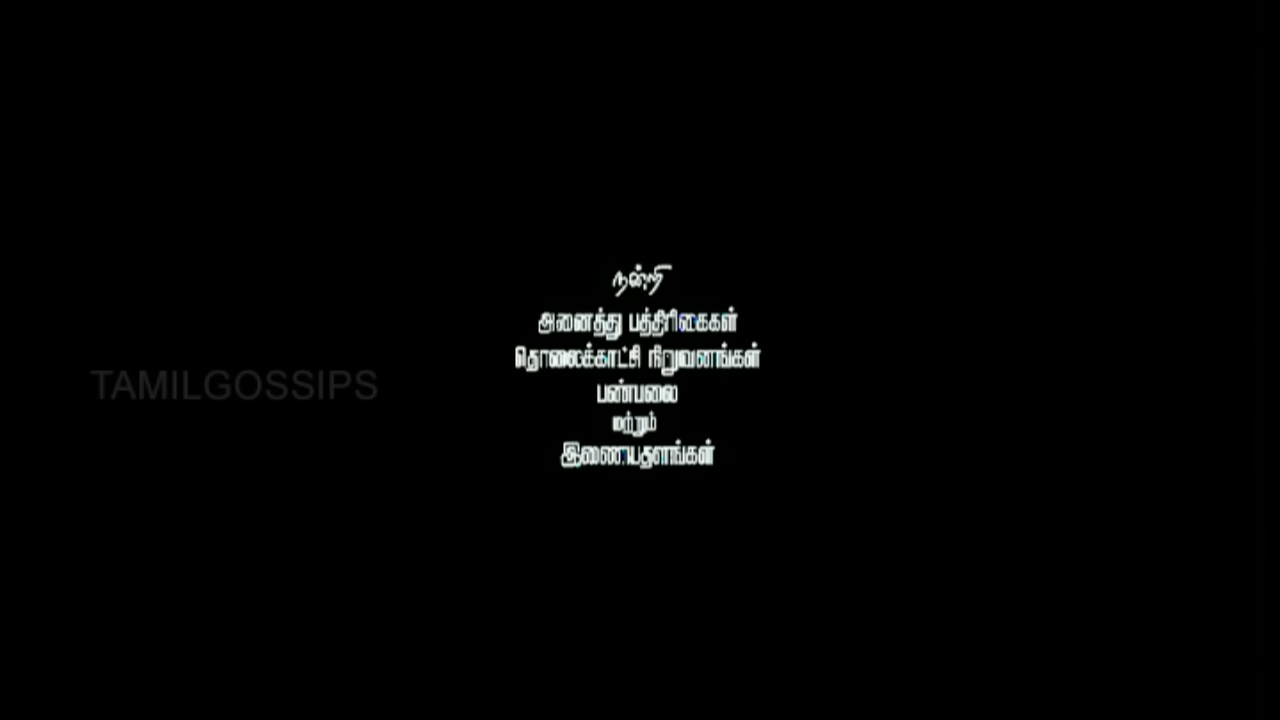 நன்றி
அனைத்து பத்திரிகைகள்
தொலைக்காட்சி நிறுவனங்கள்
பண்பலை
மற்றும்
இணையதளங்கள்
TAMILGOSSIPS